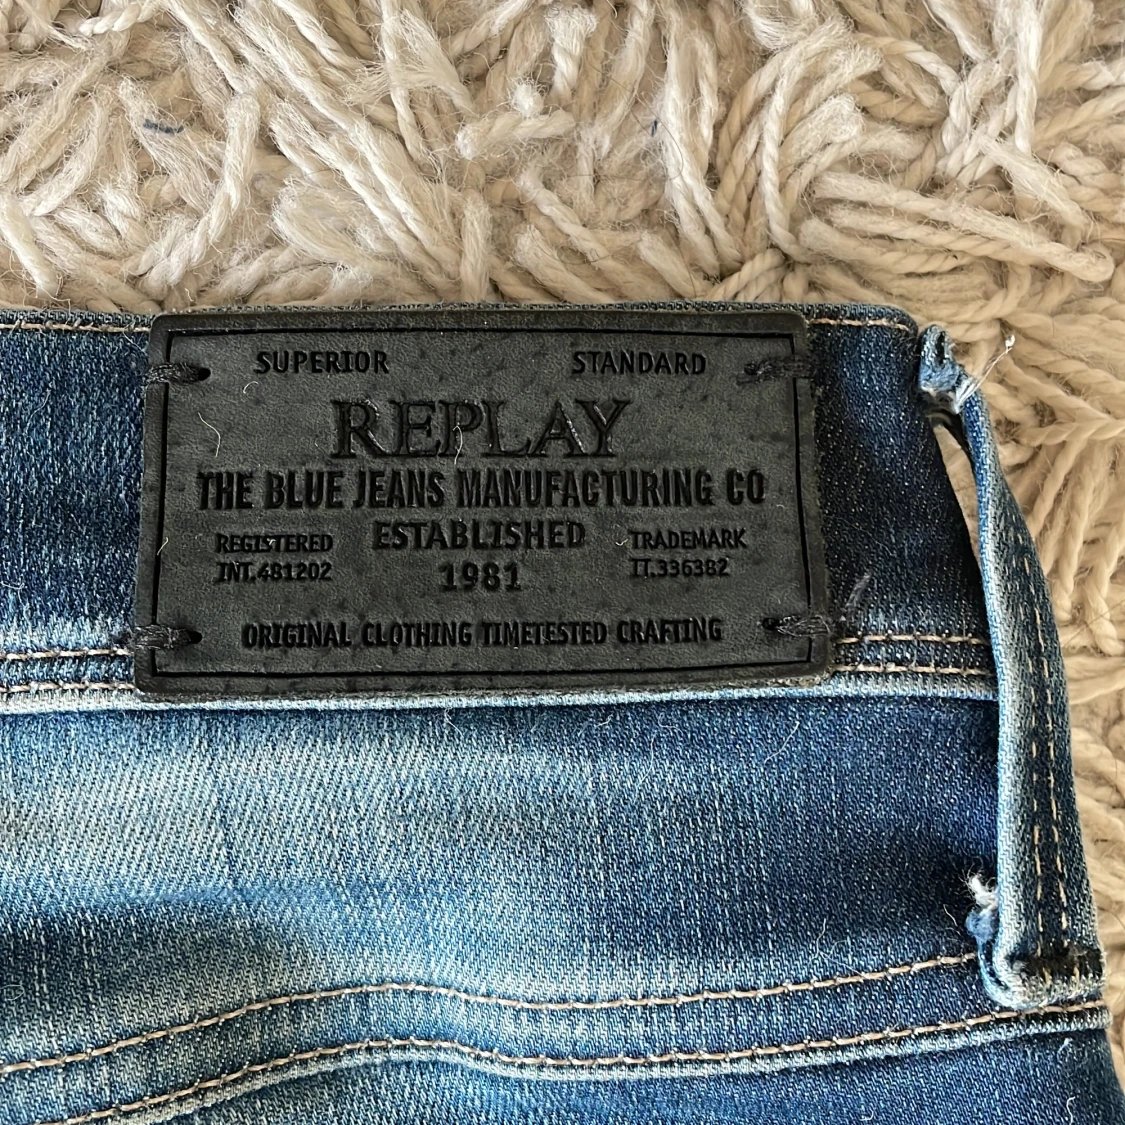 SUPERIOR STANDARD
REPLAY
THE BLUE JEANS MANUFACTURING CO
REGISTERED ESTABLISHED TRADEMARK
INT.481202 1981 IT.336382
ORIGINAL CLOTHING TIMETESTED CRAFTING